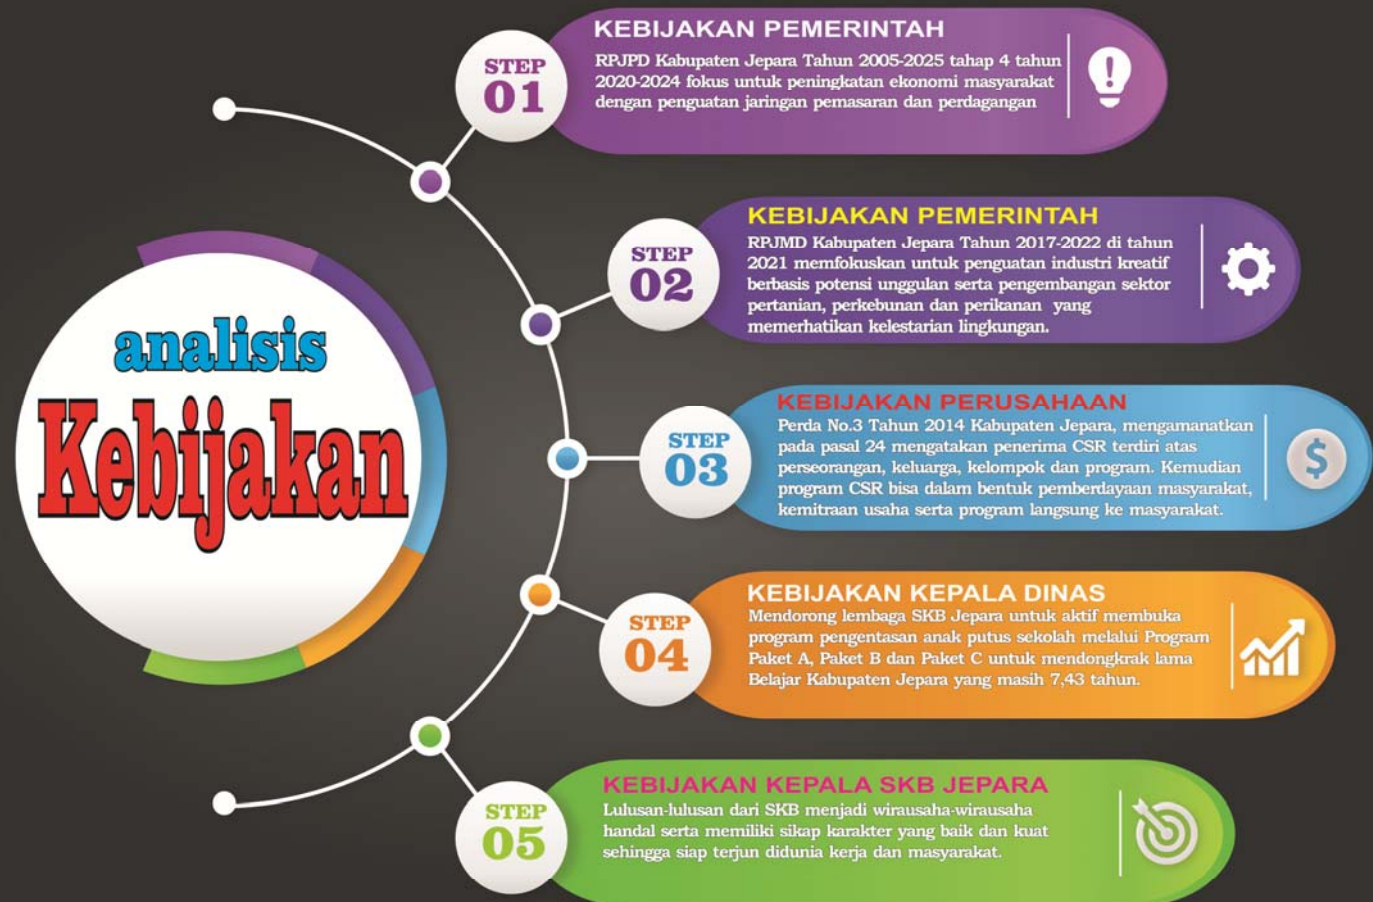 analisis
Kebijakan
STEP
01
KEBIJAKAN PEMERINTAH
RPJPD Kabupaten Jepara Tahun 2005-2025 tahap 4 tahun
2020-2024 fokus untuk peningkatan ekonomi masyarakat
dengan penguatan jaringan pemasaran dan perdagangan
STEP
02
KEBIJAKAN PEMERINTAH
RPJMD Kabupaten Jepara Tahun 2017-2022 di tahun
2021 memfokuskan untuk penguatan industri kreatif
berbasis potensi unggulan serta pengembangan sektor
pertanian, perkebunan dan perikanan yang
memerhatikan kelestarian lingkungan.
STEP
03
KEBIJAKAN PERUSAHAAN
Perda No.3 Tahun 2014 Kabupaten Jepara, mengamanatkan
pada pasal 24 mengatakan penerima CSR terdiri atas
perseorangan, keluarga, kelompok dan program. Kemudian
program CSR bisa dalam bentuk pemberdayaan masyarakat,
kemitraan usaha serta program langsung ke masyarakat.
$
STEP
04
KEBIJAKAN KEPALA DINAS
Mendorong lembaga SKB Jepara untuk aktif membuka
program pengentasan anak putus sekolah melalui Program
Paket A, Paket B dan Paket C untuk mendongkrak lama
Belajar Kabupaten Jepara yang masih 7,43 tahun.
STEP
05
KEBIJAKAN KEPALA SKB JEPARA
Lulusan-lulusan dari SKB menjadi wirausaha-wirausaha
handal serta memiliki sikap karakter yang baik dan kuat
sehingga siap terjun didunia kerja dan masyarakat.